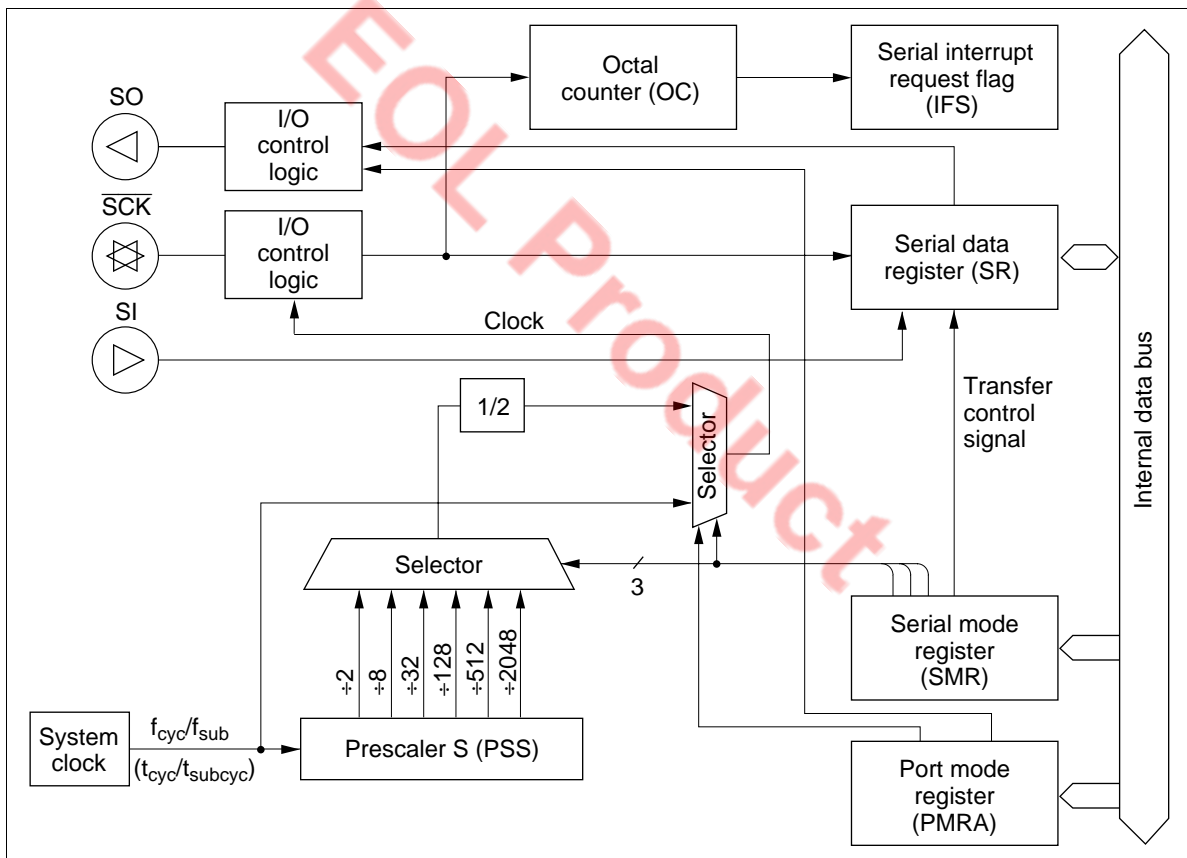 Octal
counter (OC)
Serial interrupt
request flag
(IFS)
SO
I/O
control
logic
SCK
I/O
control
logic
Serial data
register (SR)
SI
Clock
1/2
Selector
Transfer
control
signal
Internal data bus
Selector
3
÷2
÷8
÷32
÷128
÷512
÷2048
Serial mode
register
(SMR)
System
clock
fcyc/fsub
(tcyc/tsubcyc)
Prescaler S (PSS)
Port mode
register
(PMRA)
EOL Product